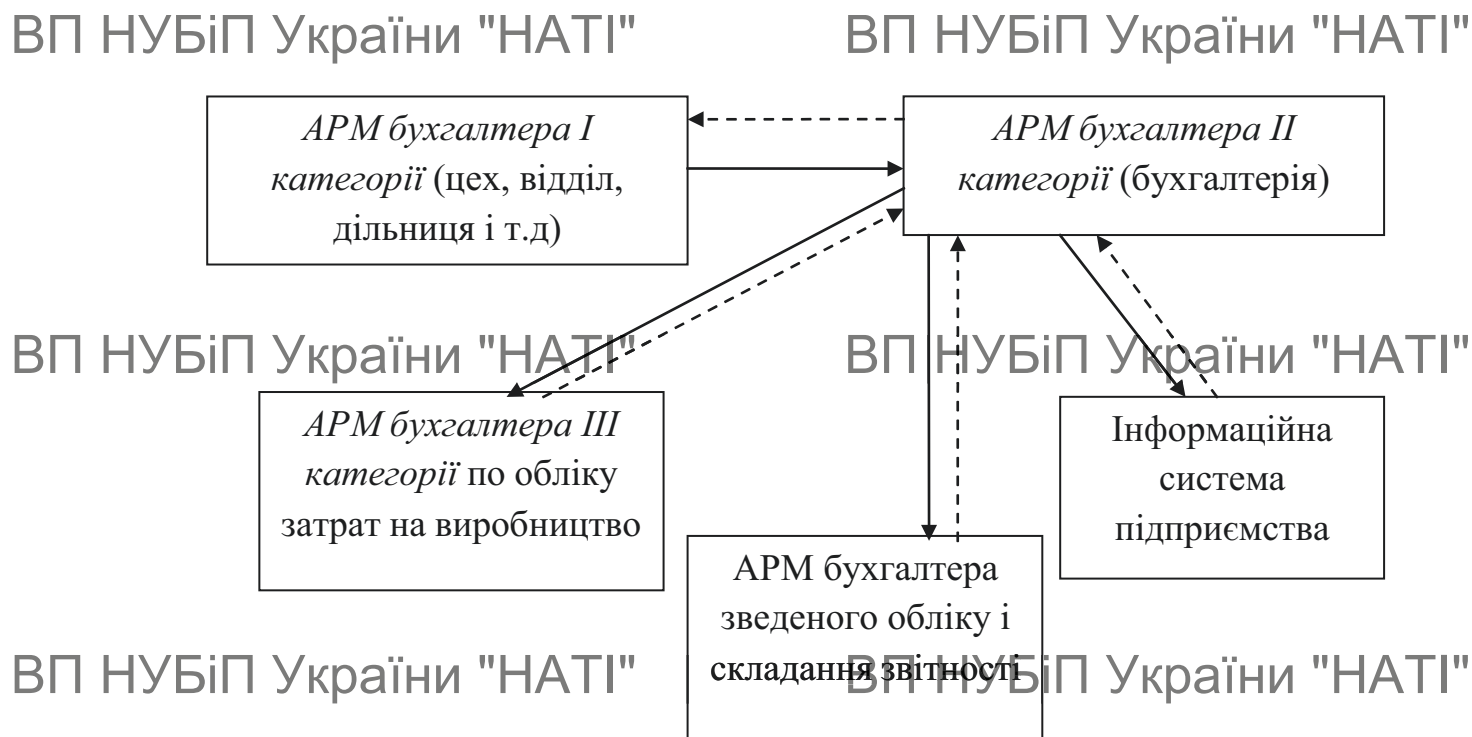 ВП НУБіП України "НАТІ"
ВП НУБіП України "НАТІ"
АРМ бухгалтера І
категорії (цех, відділ,
дільниця і т.д)
АРМ бухгалтера ІІ
категорії (бухгалтерія)
ВП НУБіП України "НАТІ"
ВП НУБіП України "НАТІ"
АРМ бухгалтера ІІІ
категорії по обліку
затрат на виробництво
Інформаційна
система
підприємства
АРМ бухгалтера
зведеного обліку і
складання звітності
ВП НУБіП України "НАТІ"
ВП НУБіП України "НАТІ"